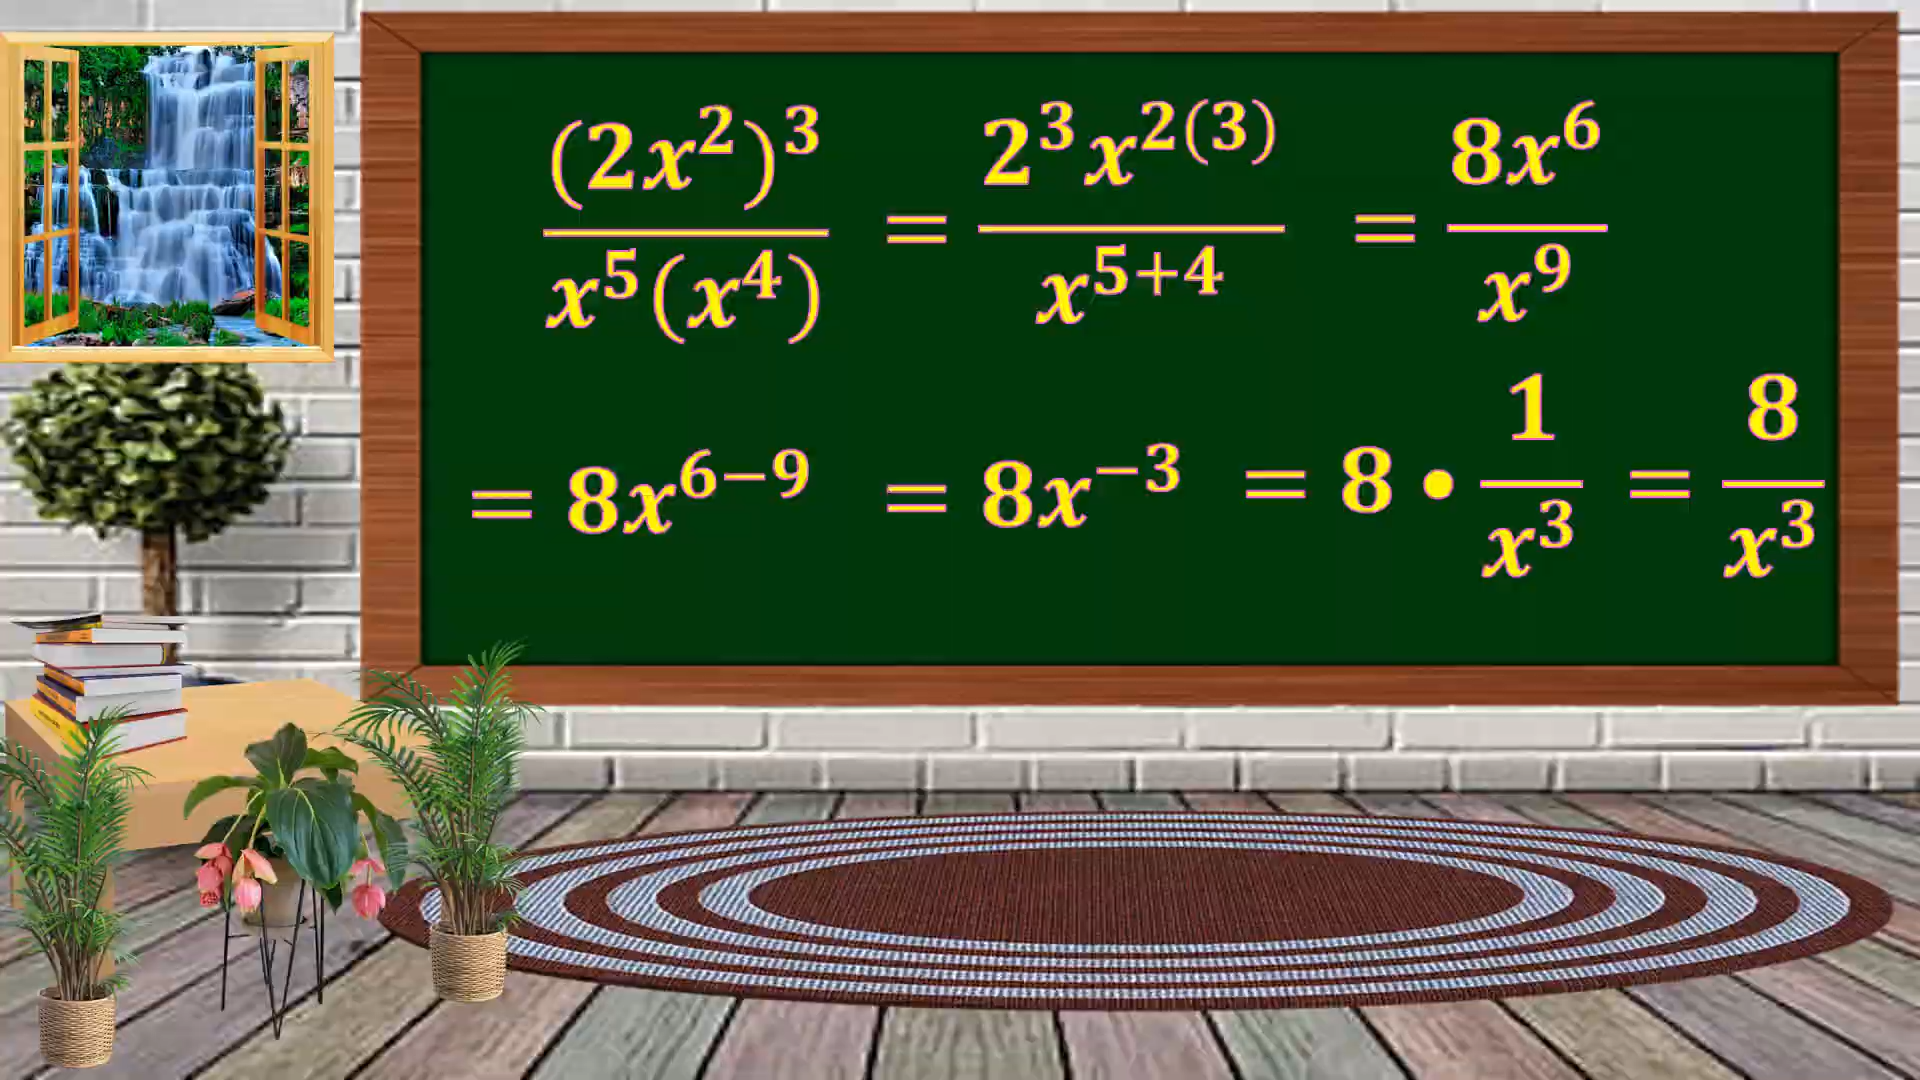 (2x²)³ / x⁵(x⁴) = 2³x²⁽³⁾ / x⁵⁺⁴ = 8x⁶ / x⁹
= 8x⁶⁻⁹ = 8x⁻³ = 8 • 1 / x³ = 8 / x³